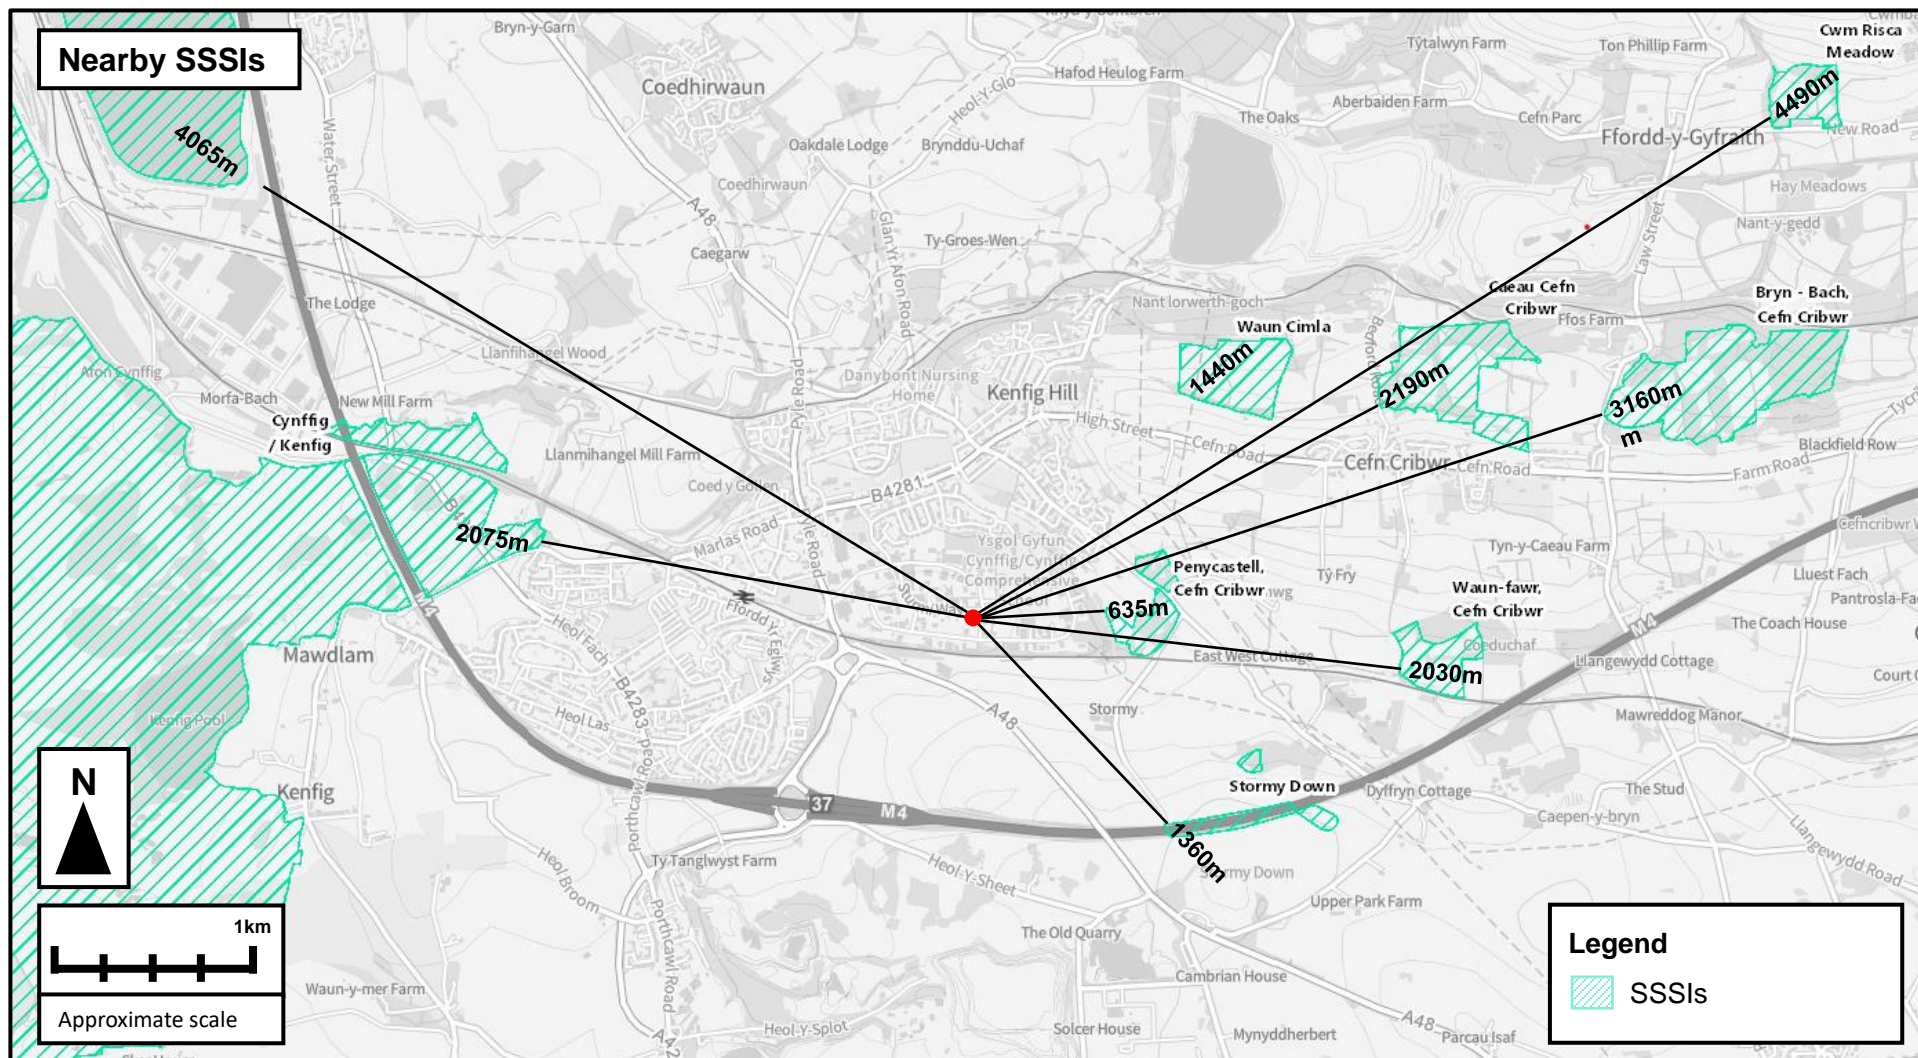 Nearby SSSIs
Bryn-y-Garn
Coedhirwaun
Hafod Heulog Farm
Tŷtalwyn Farm
Ton Phillip Farm
Cwm Risca
Meadow
4490m
4065m
Water Street
Heol-Y-Glo
The Oaks
Aberbaiden Farm
Cefn Parc
Ffordd-y-Gyfraith
New Road
Oakdale Lodge
Brynddu-Uchaf
Coedhirwaun
Hay Meadows
A48
Glan Yr Afon Road
Ty-Groes-Wen
Caegarw
Law Street
Nant-y-gedd
The Lodge
Nant Iorwerth-goch
Caeau Cefn
Cribwr
Bryn - Bach,
Cefn Cribwr
Ffos Farm
Waun Cimla
Bedford Road
Llanfihangel Wood
Afon Cynffig
Pyle Road
Danybont Nursing
Home
Kenfig Hill
1440m
2190m
3160
m
Morfa-Bach
New Mill Farm
Cynffig
/ Kenfig
High Street
Cefn Road
Cefn Cribwr
Cefn Road
Farm Road
Blackfield Row
Llanmihangel Mill Farm
Coed y Gollen
B4281
Marlas Road
Pyle Road
2075m
Ysgol Gyfun
Cynffig/Cynffig
Comprehensive
Tyn-y-Caeau Farm
Tŷ Fry
Penycastell,
Cefn Cribwr
Waun-fawr,
Cefn Cribwr
Lluest Fach
635m
M4
Ffordd Yr Eglwys
Heol Fach
B4283
M4
The Coach House
Mawdlam
East West Cottage
Coeduchaf
2030m
Llangewydd Cottage
Kenfig Pool
Heol Las
Stormy
A48
Mawreddog Manor
N
Kenfig
Porthcawl Road
37
M4
Stormy Down
Dyffryn Cottage
The Stud
Caepen-y-bryn
Llangewydd Road
1360m
Ty Tanglwyst Farm
Heol-Y-Sheet
Heol Broom
Upper Park Farm
Porthcawl Road
1km
Approximate scale
The Old Quarry
Cambrian House
Waun-y-mer Farm
Heol-Y-Splot
Solcer House
Mynyddherbert
A48
Parcau Isaf
Legend
SSSIs